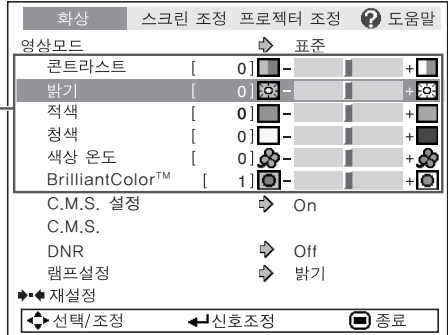 화상 스크린 조정 프로젝터 조정 ? 도움말
영상모드 표준
콘트라스트 [ 0 ] - +
밝기 [ 0 ] - +
적색 [ 0 ] - +
청색 [ 0 ] - +
색상 온도 [ 0 ] - +
BrilliantColor™ [ 1 ] - +
C.M.S. 설정 On
C.M.S.
DNR Off
램프설정 밝기
재설정
선택/조정 신호조정 종료